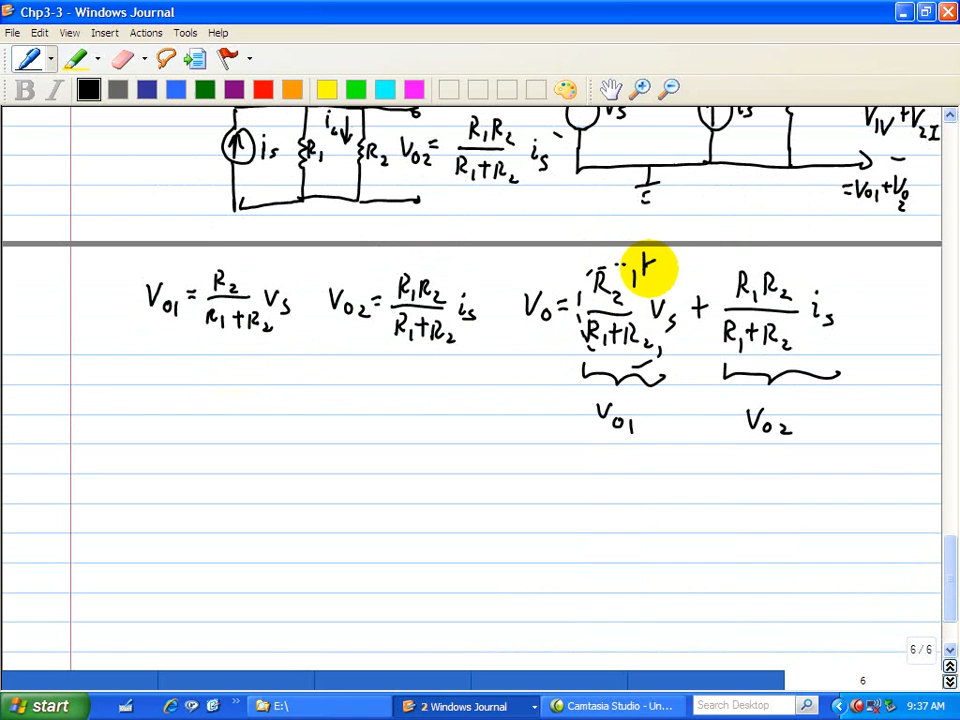 Chp3-3 - Windows Journal
File Edit View Insert Actions Tools Help
B I
is R1 R2 Vo2 = R1R2 / R1+R2 is
Vs is V1V + V2I
= Vo1 + Vo2
Vo1 = R2 / R1+R2 Vs Vo2 = R1R2 / R1+R2 is Vo = R2 / R1+R2 Vs + R1R2 / R1+R2 is
Vo1 Vo2
6 / 6
6
start E:\ 2 Windows Journal Camtasia Studio - Un... Search Desktop 9:37 AM